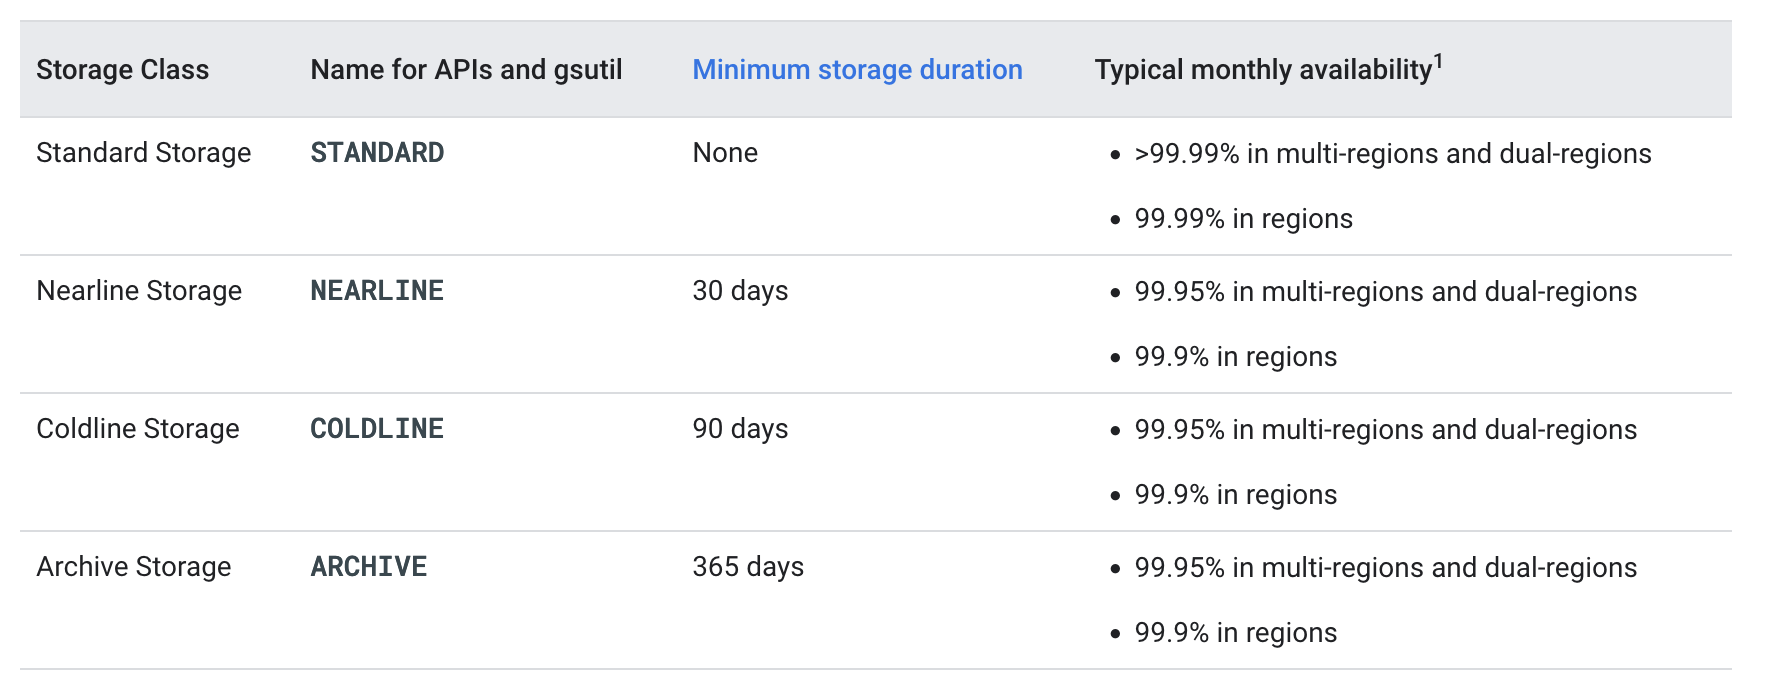 Storage Class Name for APIs and gsutil Minimum storage duration Typical monthly availability1
Standard Storage STANDARD None • >99.99% in multi-regions and dual-regions
• 99.99% in regions
Nearline Storage NEARLINE 30 days • 99.95% in multi-regions and dual-regions
• 99.9% in regions
Coldline Storage COLDLINE 90 days • 99.95% in multi-regions and dual-regions
• 99.9% in regions
Archive Storage ARCHIVE 365 days • 99.95% in multi-regions and dual-regions
• 99.9% in regions